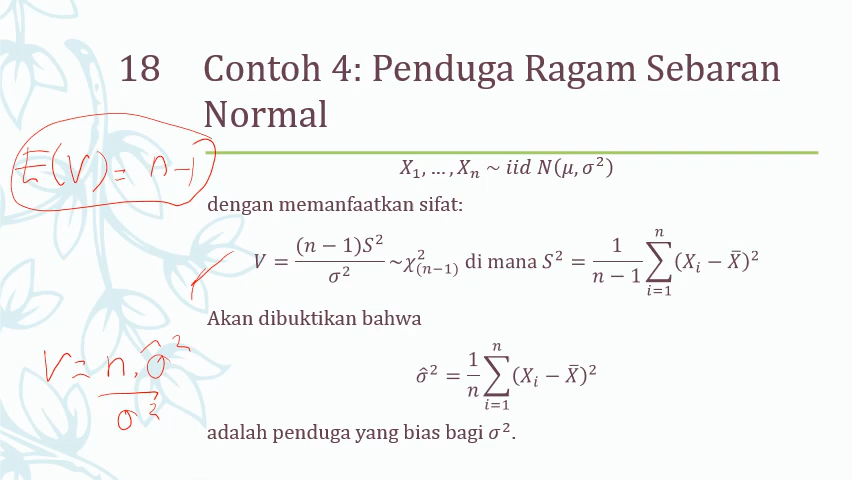 18 Contoh 4: Penduga Ragam Sebaran
Normal
E(V) = n-1
X₁, …, Xₙ ~ iid N(μ, σ²)
dengan memanfaatkan sifat:
V = (n − 1)S² / σ² ~χ²₍ₙ₋₁₎ di mana S² = 1/(n − 1) ∑ᵢ₌₁ⁿ (Xᵢ − X̄)²
Akan dibuktikan bahwa
V = n. σ̂² / σ²
σ̂² = 1/n ∑ᵢ₌₁ⁿ (Xᵢ − X̄)²
adalah penduga yang bias bagi σ².